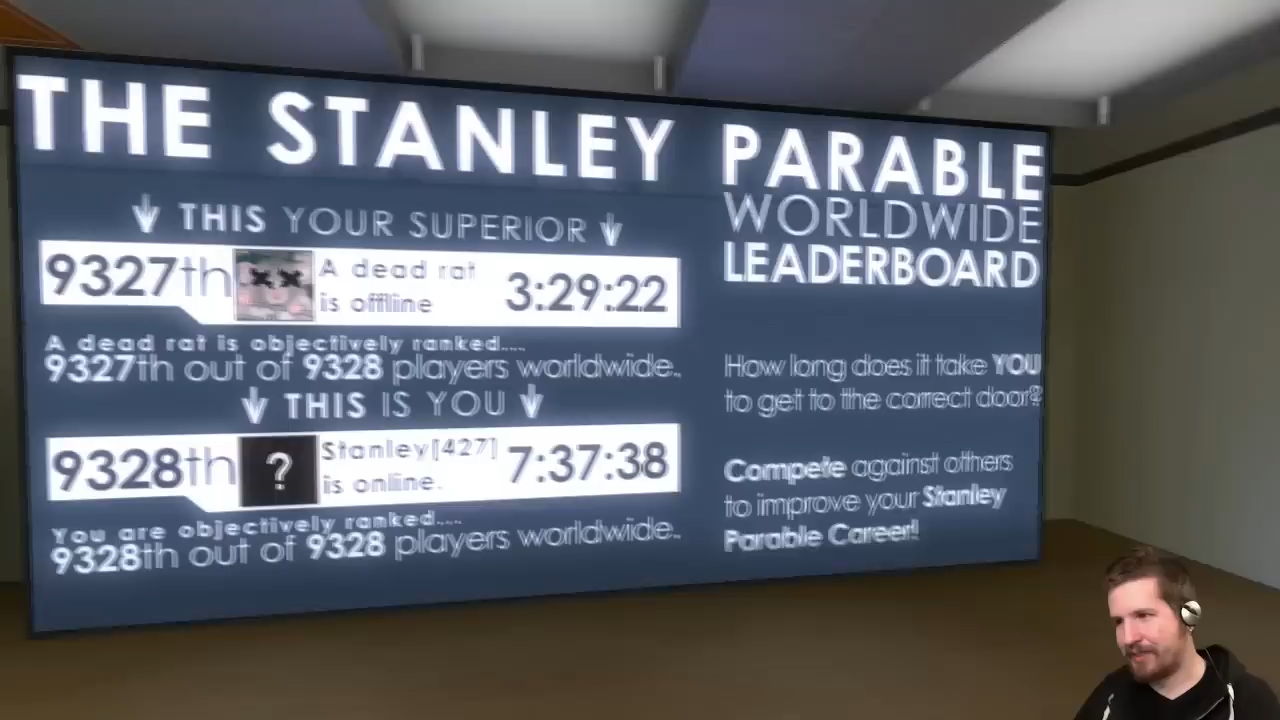 THE STANLEY PARABLE
WORLDWIDE
LEADERBOARD
THIS YOUR SUPERIOR
9327th
A dead rat
is offline
3:29:22
A dead rat is objectively ranked....
9327th out of 9328 players worldwide.
THIS IS YOU
9328th
?
Stanley[427]
is online.
7:37:38
You are objectively ranked....
9328th out of 9328 players worldwide.
How long does it take YOU
to get to the correct door?
Compete against others
to improve your Stanley
Parable Career!